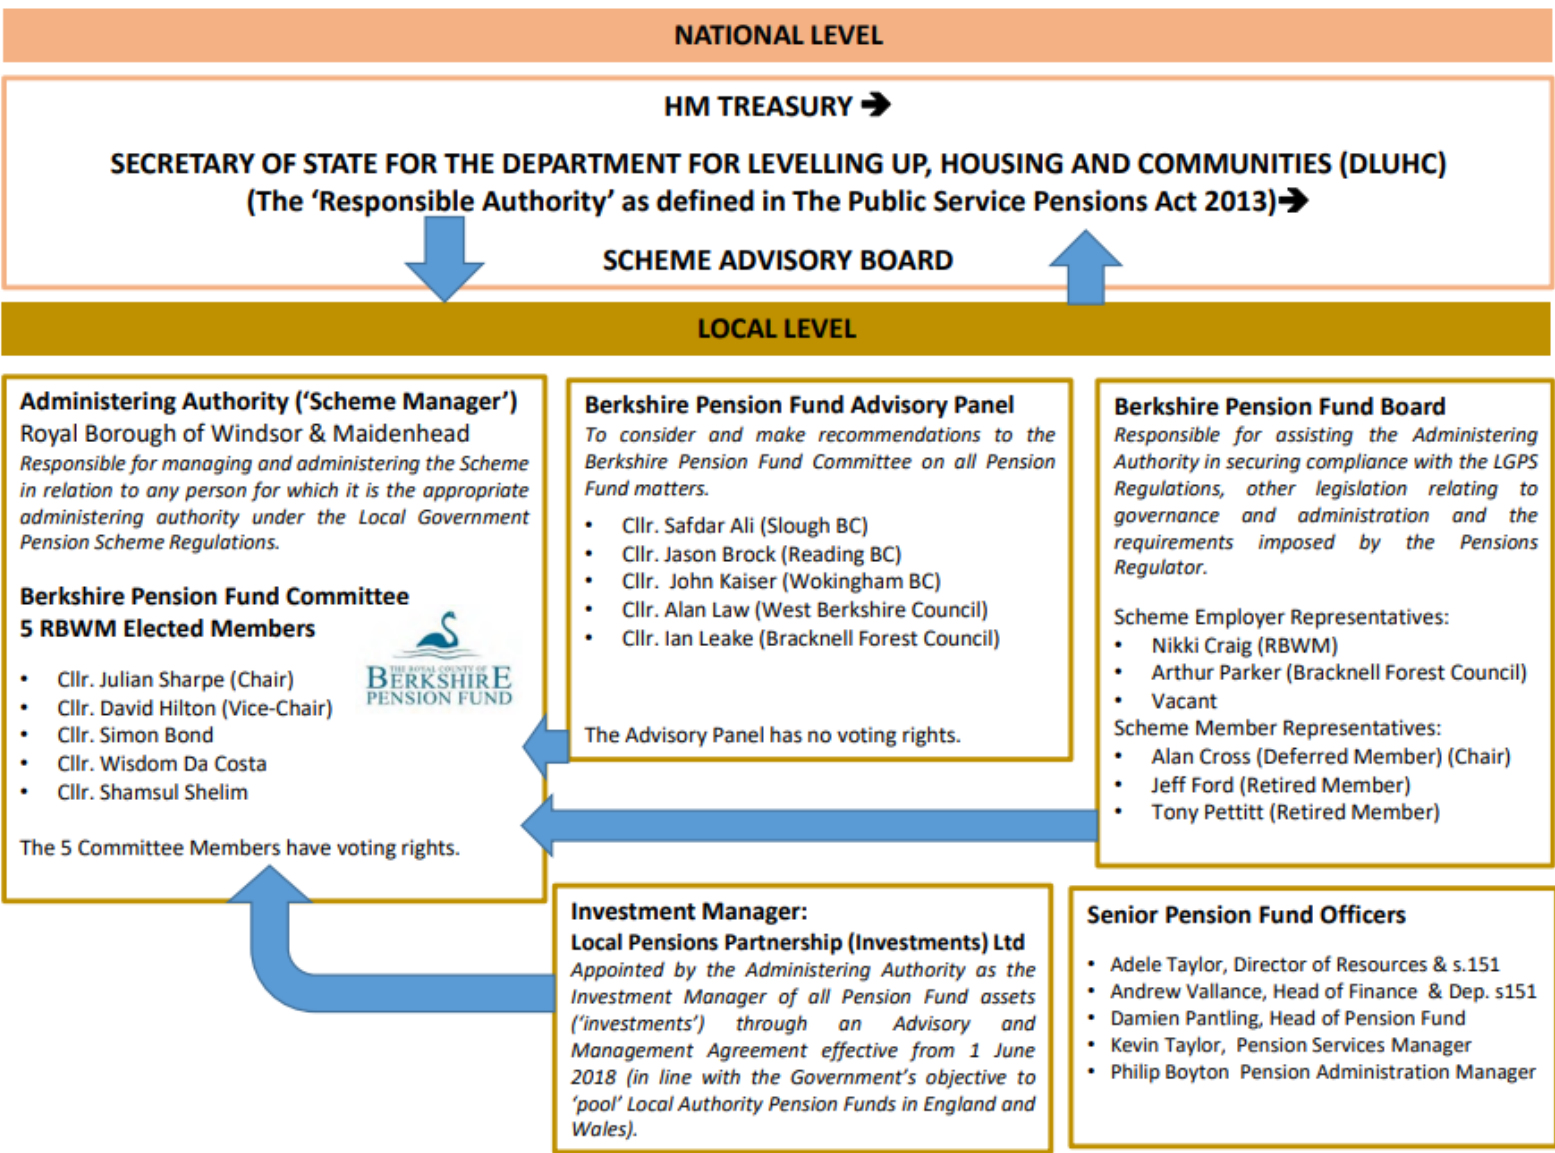 NATIONAL LEVEL
HM TREASURY ➔
SECRETARY OF STATE FOR THE DEPARTMENT FOR LEVELLING UP, HOUSING AND COMMUNITIES (DLUHC)
(The ‘Responsible Authority’ as defined in The Public Service Pensions Act 2013)➔
SCHEME ADVISORY BOARD
LOCAL LEVEL
Administering Authority (‘Scheme Manager’)
Royal Borough of Windsor & Maidenhead
Responsible for managing and administering the Scheme
in relation to any person for which it is the appropriate
administering authority under the Local Government
Pension Scheme Regulations.
Berkshire Pension Fund Committee
5 RBWM Elected Members
• Cllr. Julian Sharpe (Chair)
• Cllr. David Hilton (Vice-Chair)
• Cllr. Simon Bond
• Cllr. Wisdom Da Costa
• Cllr. Shamsul Shelim
The 5 Committee Members have voting rights.
THE ROYAL COUNTY OF
BERKSHIRE
PENSION FUND
Berkshire Pension Fund Advisory Panel
To consider and make recommendations to the
Berkshire Pension Fund Committee on all Pension
Fund matters.
• Cllr. Safdar Ali (Slough BC)
• Cllr. Jason Brock (Reading BC)
• Cllr. John Kaiser (Wokingham BC)
• Cllr. Alan Law (West Berkshire Council)
• Cllr. Ian Leake (Bracknell Forest Council)
The Advisory Panel has no voting rights.
Berkshire Pension Fund Board
Responsible for assisting the Administering
Authority in securing compliance with the LGPS
Regulations, other legislation relating to
governance and administration and the
requirements imposed by the Pensions
Regulator.
Scheme Employer Representatives:
• Nikki Craig (RBWM)
• Arthur Parker (Bracknell Forest Council)
• Vacant
Scheme Member Representatives:
• Alan Cross (Deferred Member) (Chair)
• Jeff Ford (Retired Member)
• Tony Pettitt (Retired Member)
Investment Manager:
Local Pensions Partnership (Investments) Ltd
Appointed by the Administering Authority as the
Investment Manager of all Pension Fund assets
(‘investments’) through an Advisory and
Management Agreement effective from 1 June
2018 (in line with the Government’s objective to
‘pool’ Local Authority Pension Funds in England and
Wales).
Senior Pension Fund Officers
• Adele Taylor, Director of Resources & s.151
• Andrew Vallance, Head of Finance & Dep. s151
• Damien Pantling, Head of Pension Fund
• Kevin Taylor, Pension Services Manager
• Philip Boyton Pension Administration Manager